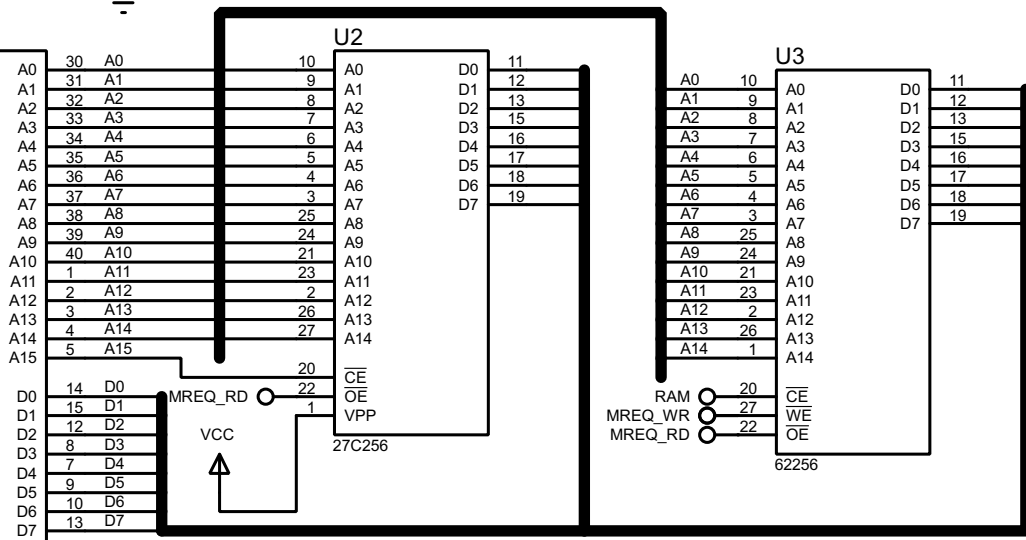 U2
U3
A0 30 A0 10 A0 D0 11
A1 31 A1 9 A1 D1 12 A0 10 A0 D0 11
A2 32 A2 8 A2 D2 13 A1 9 A1 D1 12
A3 33 A3 7 A3 D3 15 A2 8 A2 D2 13
A4 34 A4 6 A4 D4 16 A3 7 A3 D3 15
A5 35 A5 5 A5 D5 17 A4 6 A4 D4 16
A6 36 A6 4 A6 D6 18 A5 5 A5 D5 17
A7 37 A7 3 A7 D7 19 A6 4 A6 D6 18
A8 38 A8 25 A8 A7 3 A7 D7 19
A9 39 A9 24 A9 A8 25 A8
A10 40 A10 21 A10 A9 24 A9
A11 1 A11 23 A11 A10 21 A10
A12 2 A12 2 A12 A11 23 A11
A13 3 A13 26 A13 A12 2 A12
A14 4 A14 27 A14 A13 26 A13
A15 5 A15 A14 1 A14
20 CE
D0 14 D0 MREQ_RD 22 OE RAM 20 CE
D1 15 D1 1 VPP MREQ_WR 27 WE
D2 12 D2 VCC MREQ_RD 22 OE
D3 8 D3 27C256
D4 7 D4 62256
D5 9 D5
D6 10 D6
D7 13 D7